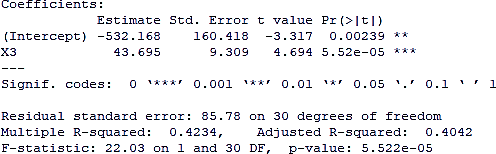 Coefficients:
Estimate Std. Error t value Pr(>|t|)
(Intercept) -532.168 160.418 -3.317 0.00239 **
X3 43.695 9.309 4.694 5.52e-05 ***
---
Signif. codes: 0 ‘***’ 0.001 ‘**’ 0.01 ‘*’ 0.05 ‘.’ 0.1 ‘ ’ 1
Residual standard error: 85.78 on 30 degrees of freedom
Multiple R-squared: 0.4234, Adjusted R-squared: 0.4042
F-statistic: 22.03 on 1 and 30 DF, p-value: 5.522e-05